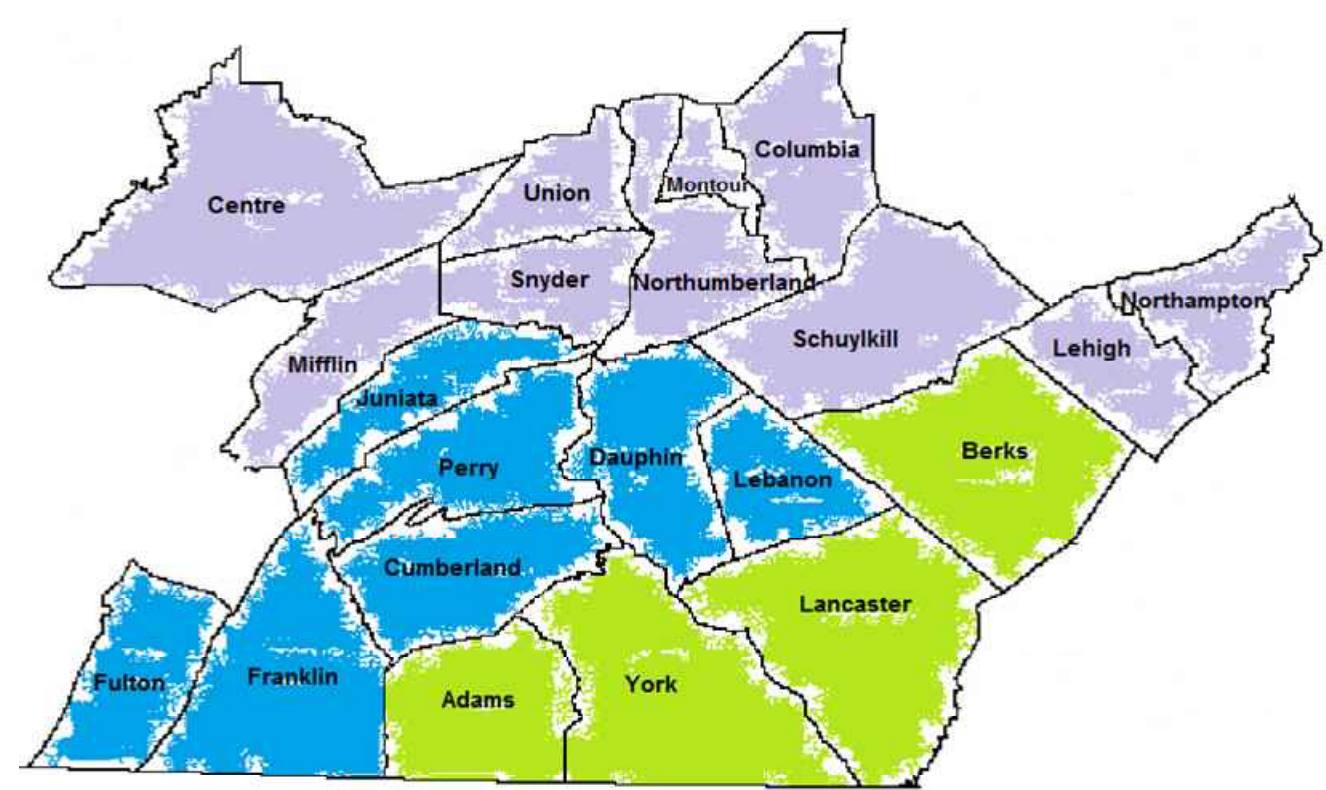 Columbia
Montour
Union
Centre
Snyder
Northumberland
Northampton
Schuylkill
Lehigh
Mifflin
Juniata
Berks
Dauphin
Perry
Lebanon
Cumberland
Lancaster
Franklin
Fulton
York
Adams